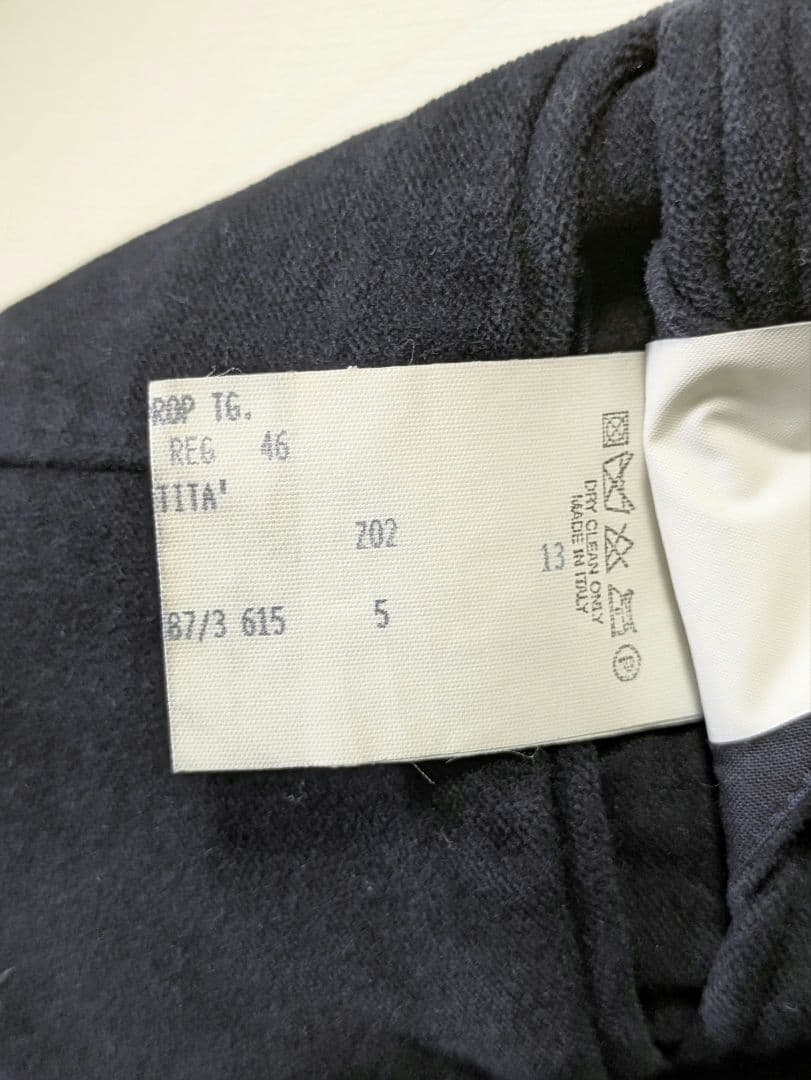 ROP TG.
REG 46
TITA'
Z02
13
87/3 615 5
DRY CLEAN ONLY
MADE IN ITALY
P